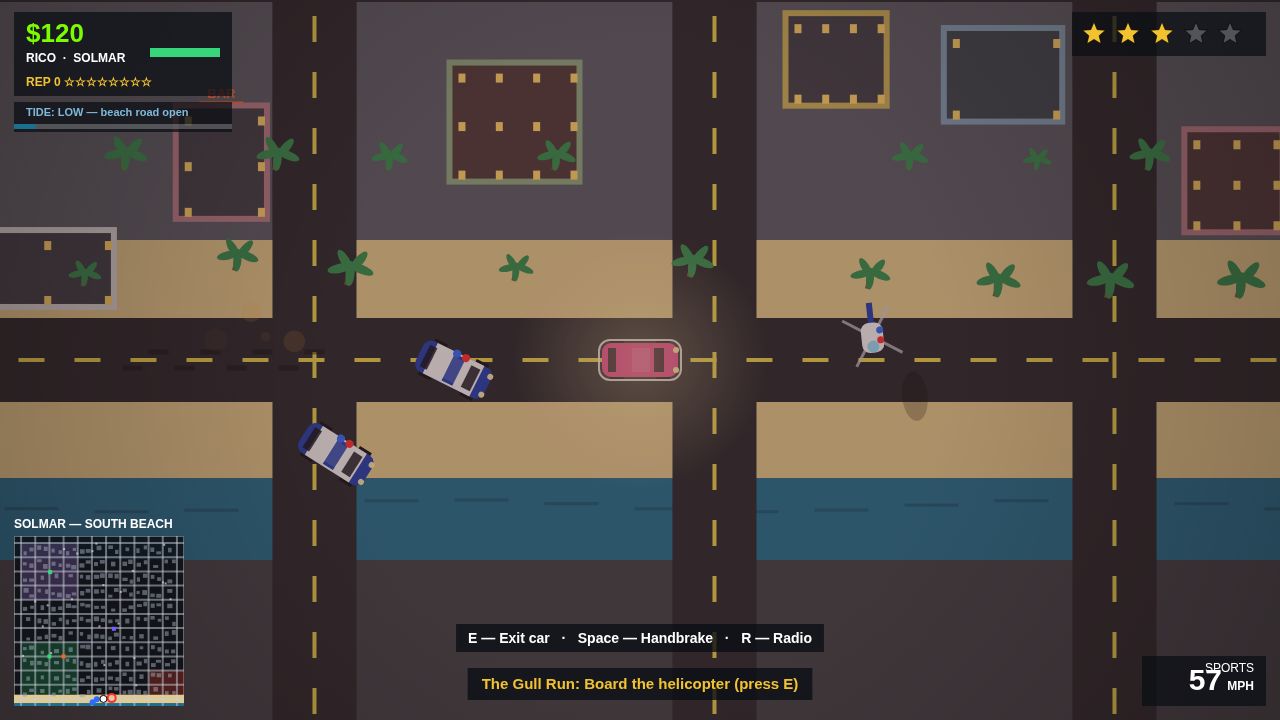 $120
RICO · SOLMAR
REP 0 ☆☆☆☆☆☆☆☆
BAR
TIDE: LOW — beach road open
SOLMAR — SOUTH BEACH
E — Exit car · Space — Handbrake · R — Radio
The Gull Run: Board the helicopter (press E)
SPORTS
57 MPH